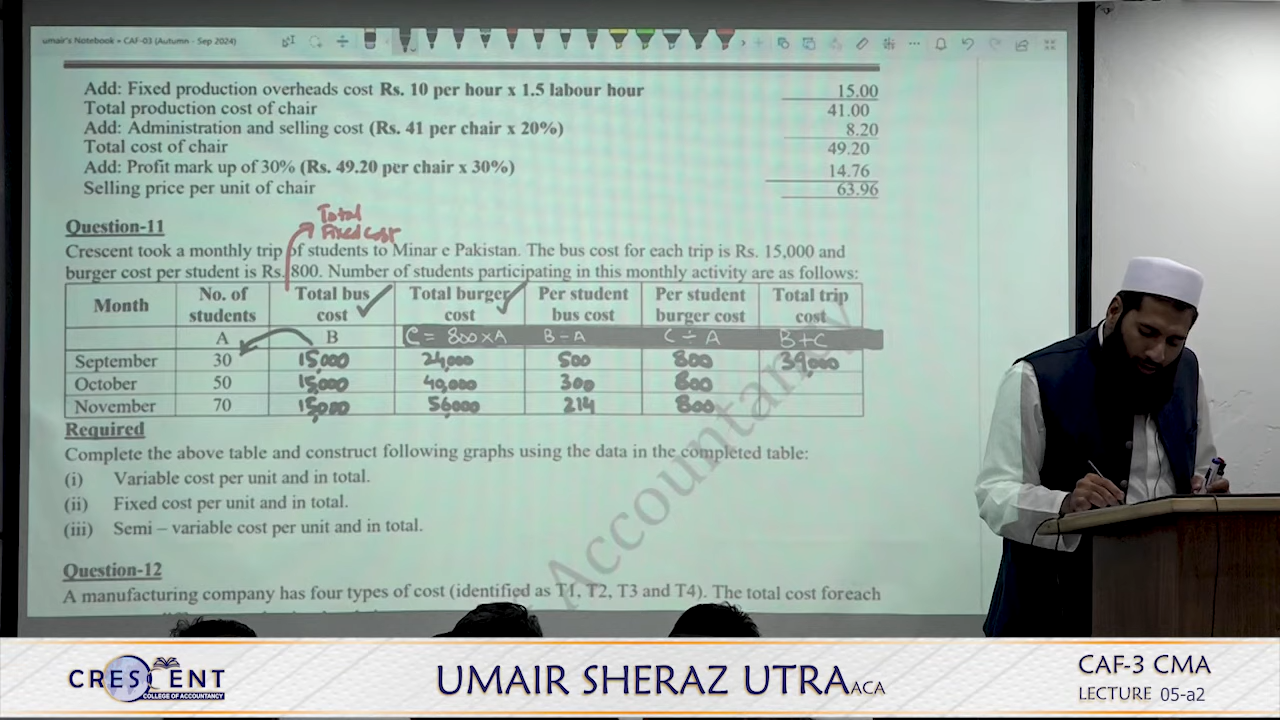 umair's Notebook » CAF-03 (Autumn - Sep 2024)
Add: Fixed production overheads cost Rs. 10 per hour x 1.5 labour hour 15.00
Total production cost of chair 41.00
Add: Administration and selling cost (Rs. 41 per chair x 20%) 8.20
Total cost of chair 49.20
Add: Profit mark up of 30% (Rs. 49.20 per chair x 30%) 14.76
Selling price per unit of chair 63.96
Total
Fixed cost
Question-11
Crescent took a monthly trip of students to Minar e Pakistan. The bus cost for each trip is Rs. 15,000 and
burger cost per student is Rs. 800. Number of students participating in this monthly activity are as follows:
Month No. of students Total bus cost Total burger cost Per student bus cost Per student burger cost Total trip cost
A B C = 800 × A B - A C ÷ A B + C
September 30 15,000 24,000 500 800 39,000
October 50 15,000 40,000 300 800
November 70 15,000 56,000 214 800
Required
Complete the above table and construct following graphs using the data in the completed table:
(i) Variable cost per unit and in total.
(ii) Fixed cost per unit and in total.
(iii) Semi – variable cost per unit and in total.
Question-12
A manufacturing company has four types of cost (identified as T1, T2, T3 and T4). The total cost foreach
Accountancy
CRESCENT
COLLEGE OF ACCOUNTANCY
UMAIR SHERAZ UTRA ACA
CAF-3 CMA
LECTURE 05-a2